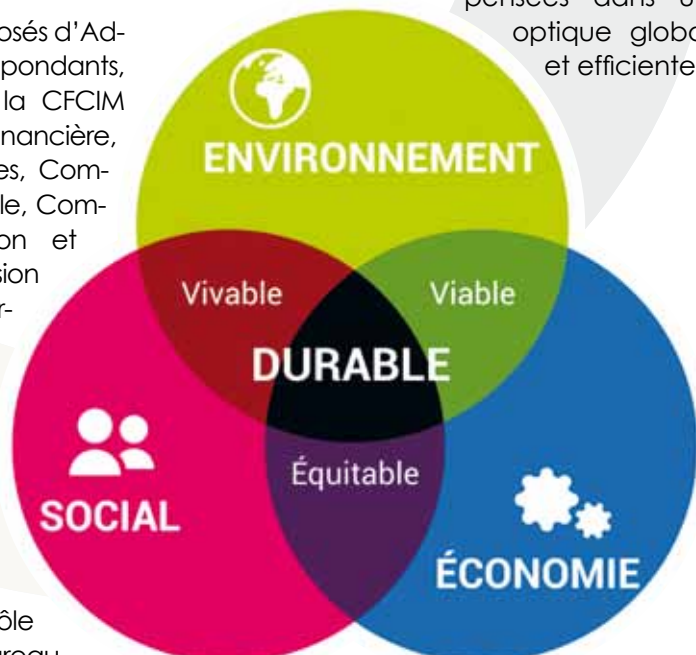 osés d'Ad-
pondants,
la CFCIM
nancière,
es, Com-
le, Com-
on et
sion
r-
pensées dans u
optique globa
et efficiente
ENVIRONNEMENT
Vivable
Viable
DURABLE
Équitable
SOCIAL
ÉCONOMIE
ôle
ureau